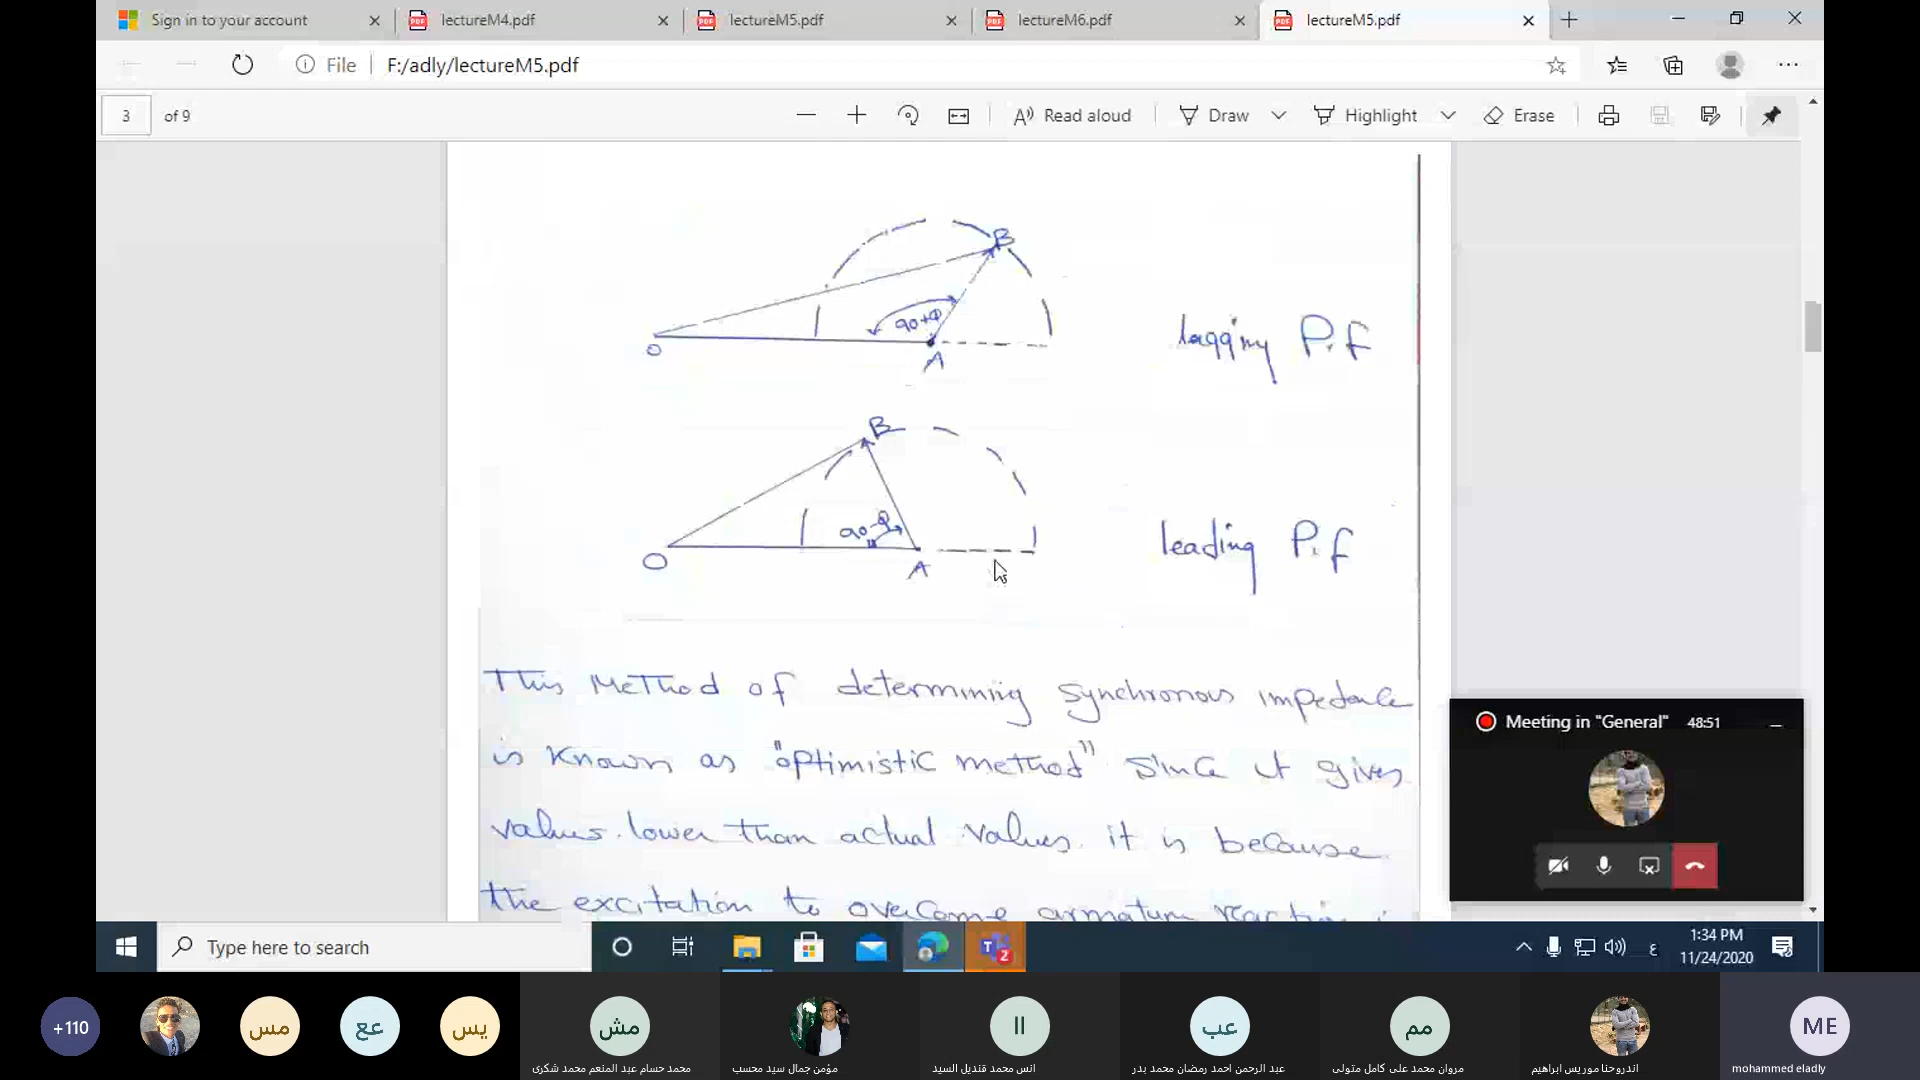 Sign in to your account
lectureM4.pdf
lectureM5.pdf
lectureM6.pdf
lectureM5.pdf
File
F:/adly/lectureM5.pdf
3 of 9
Read aloud
Draw
Highlight
Erase
B
90+φ
O
A
lagging P.f
B
90-φ
O
A
leading P.f
This Method of determining synchronous impedance
is known as "optimistic method" since it gives
values lower than actual values. it is because
the excitation to overcome armature reaction
Meeting in "General" 48:51
Type here to search
2
ع
1:34 PM
11/24/2020
+110
مس
عع
يس
مش
اا
عب
مم
ME
محمد حسام عبد المنعم محمد شكرى
مؤمن جمال سيد محسب
انس محمد قنديل السيد
عبد الرحمن احمد رمضان محمد بدر
مروان محمد على كامل متولى
اندروحنا موريس ابراهيم
mohammed eladly